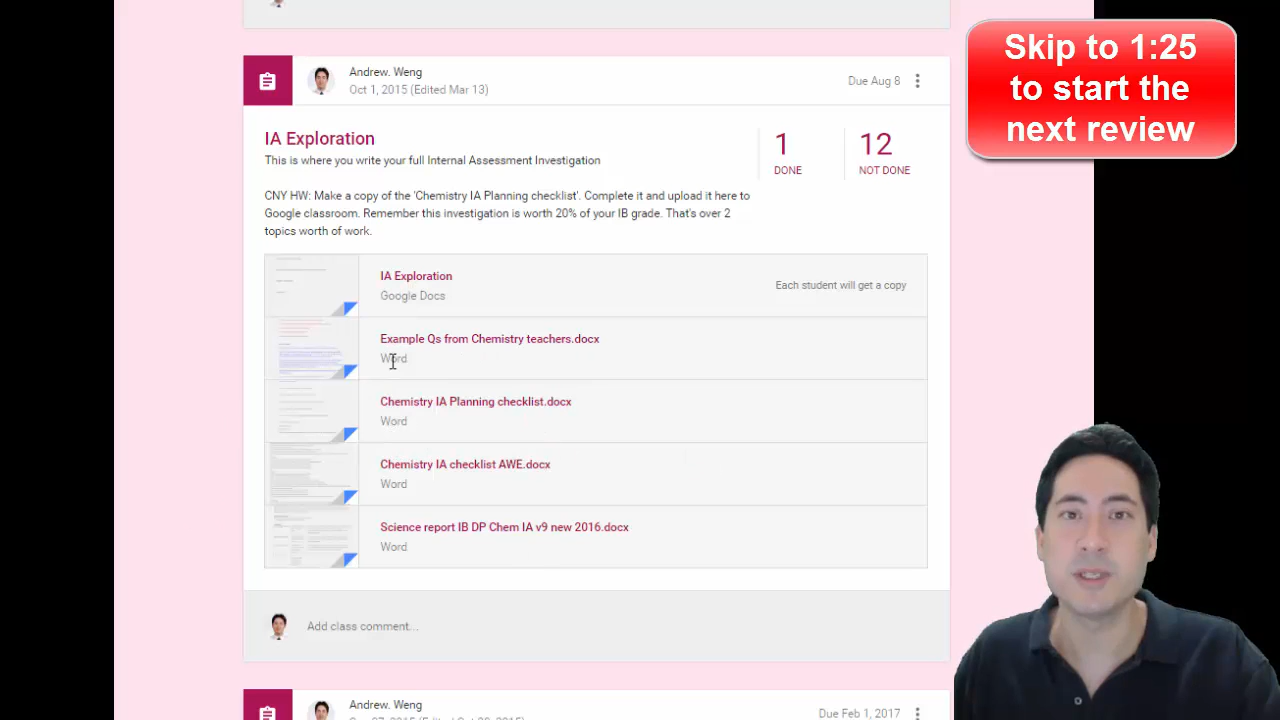 Skip to 1:25
to start the
next review
Andrew. Weng
Oct 1, 2015 (Edited Mar 13)
Due Aug 8
IA Exploration
This is where you write your full Internal Assessment Investigation
1
DONE
12
NOT DONE
CNY HW: Make a copy of the 'Chemistry IA Planning checklist'. Complete it and upload it here to
Google classroom. Remember this investigation is worth 20% of your IB grade. That's over 2
topics worth of work.
IA Exploration
Google Docs
Each student will get a copy
Example Qs from Chemistry teachers.docx
Word
Chemistry IA Planning checklist.docx
Word
Chemistry IA checklist AWE.docx
Word
Science report IB DP Chem IA v9 new 2016.docx
Word
Add class comment...
Andrew. Weng
Due Feb 1, 2017